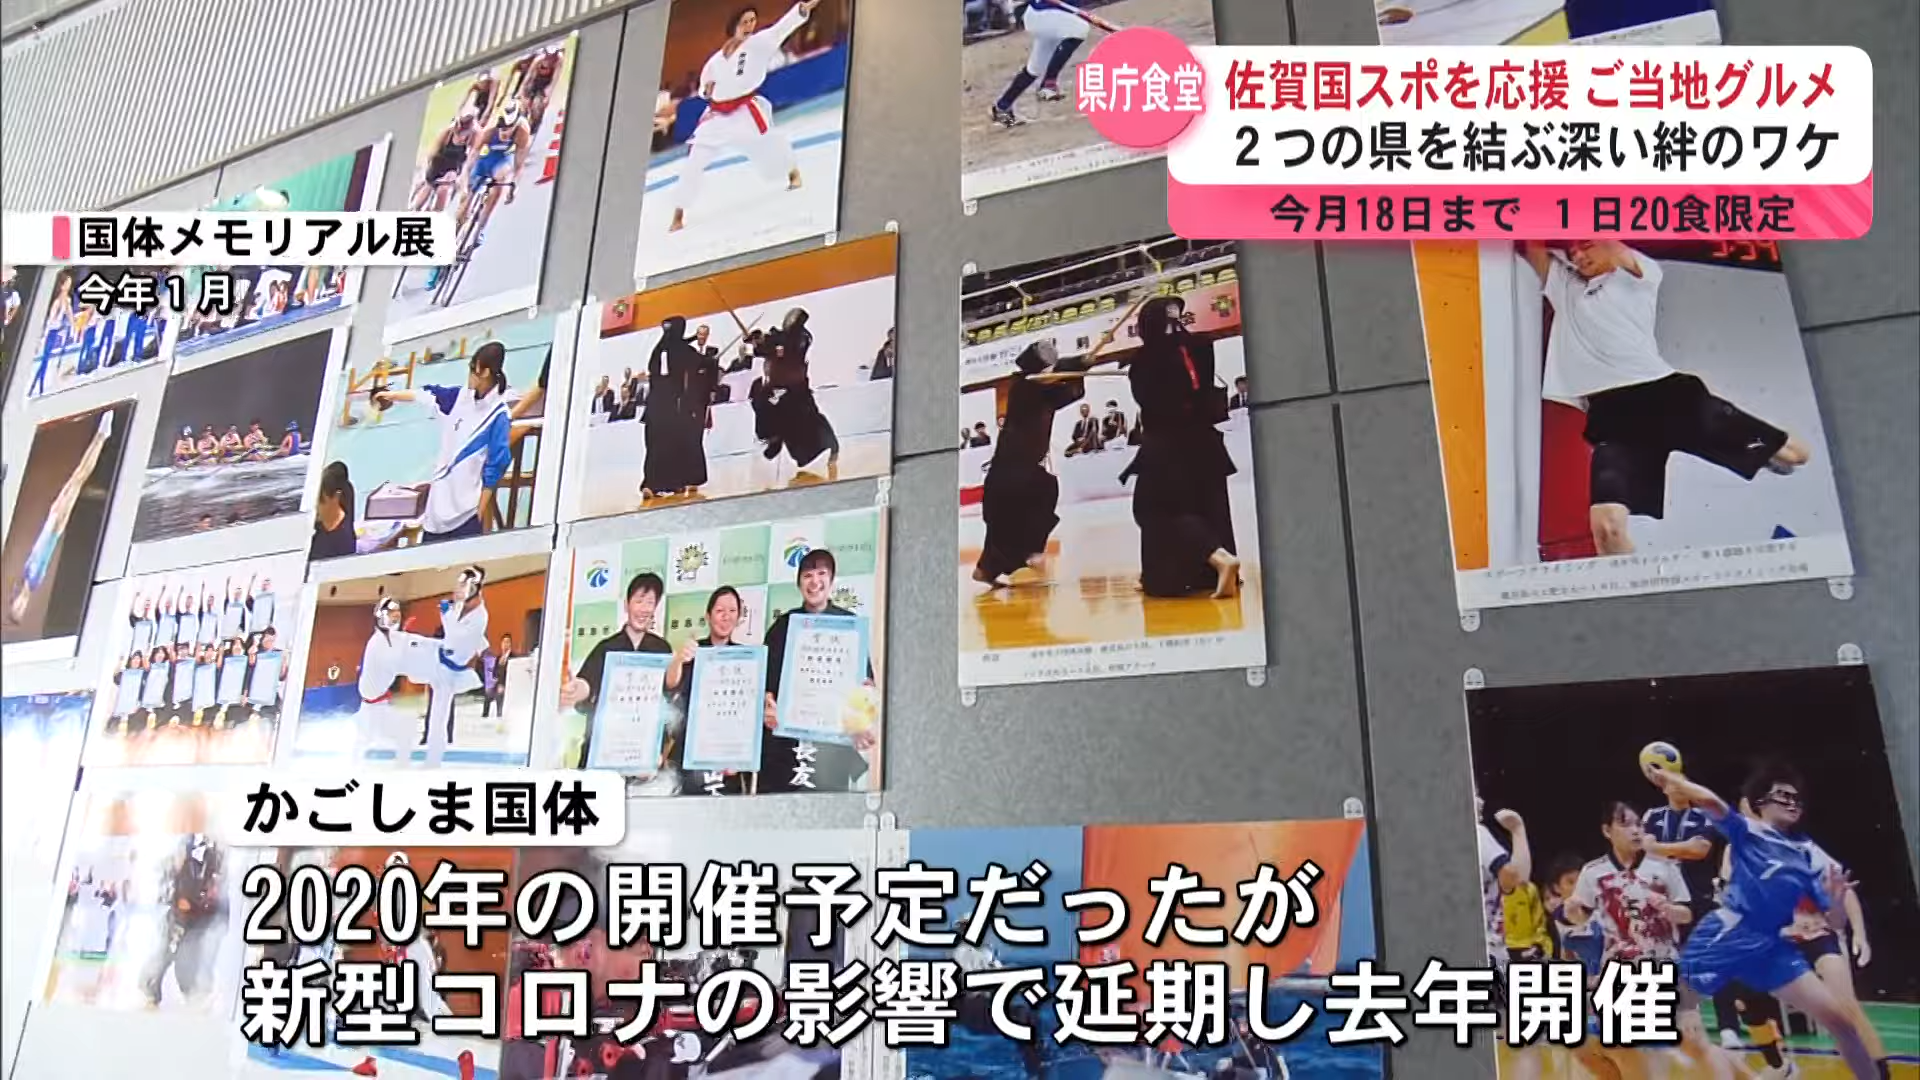 県庁食堂
佐賀国スポを応援 ご当地グルメ
２つの県を結ぶ深い絆のワケ
今月18日まで １日20食限定
国体メモリアル展
今年１月
かごしま国体
2020年の開催予定だったが
新型コロナの影響で延期し去年開催
長友